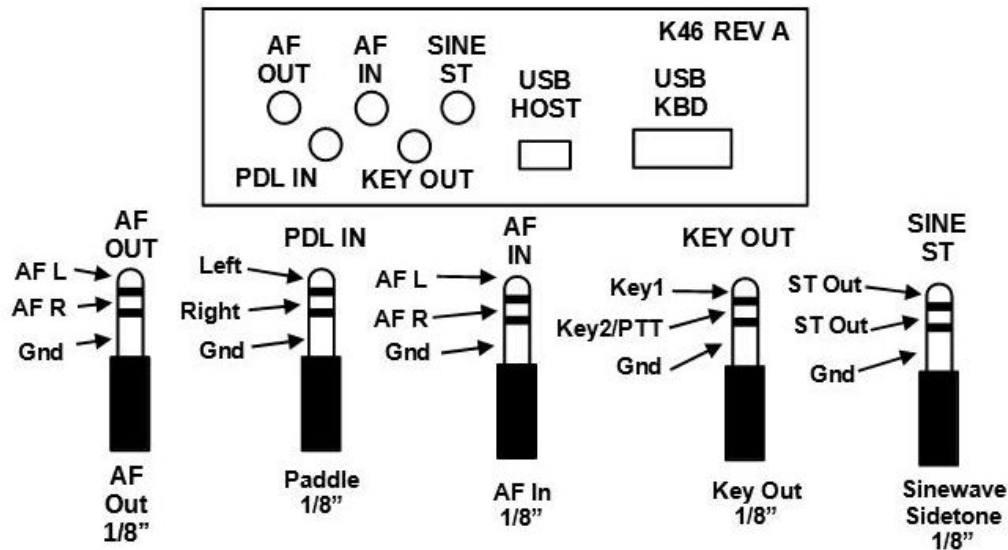 K46 REV A
AF
OUT
AF
IN
SINE
ST
USB
HOST
USB
KBD
PDL IN
KEY OUT
AF
OUT
AF L
AF R
Gnd
AF
Out
1/8”
PDL IN
Left
Right
Gnd
Paddle
1/8”
AF
IN
AF L
AF R
Gnd
AF In
1/8”
KEY OUT
Key1
Key2/PTT
Gnd
Key Out
1/8”
SINE
ST
ST Out
ST Out
Gnd
Sinewave
Sidetone
1/8”